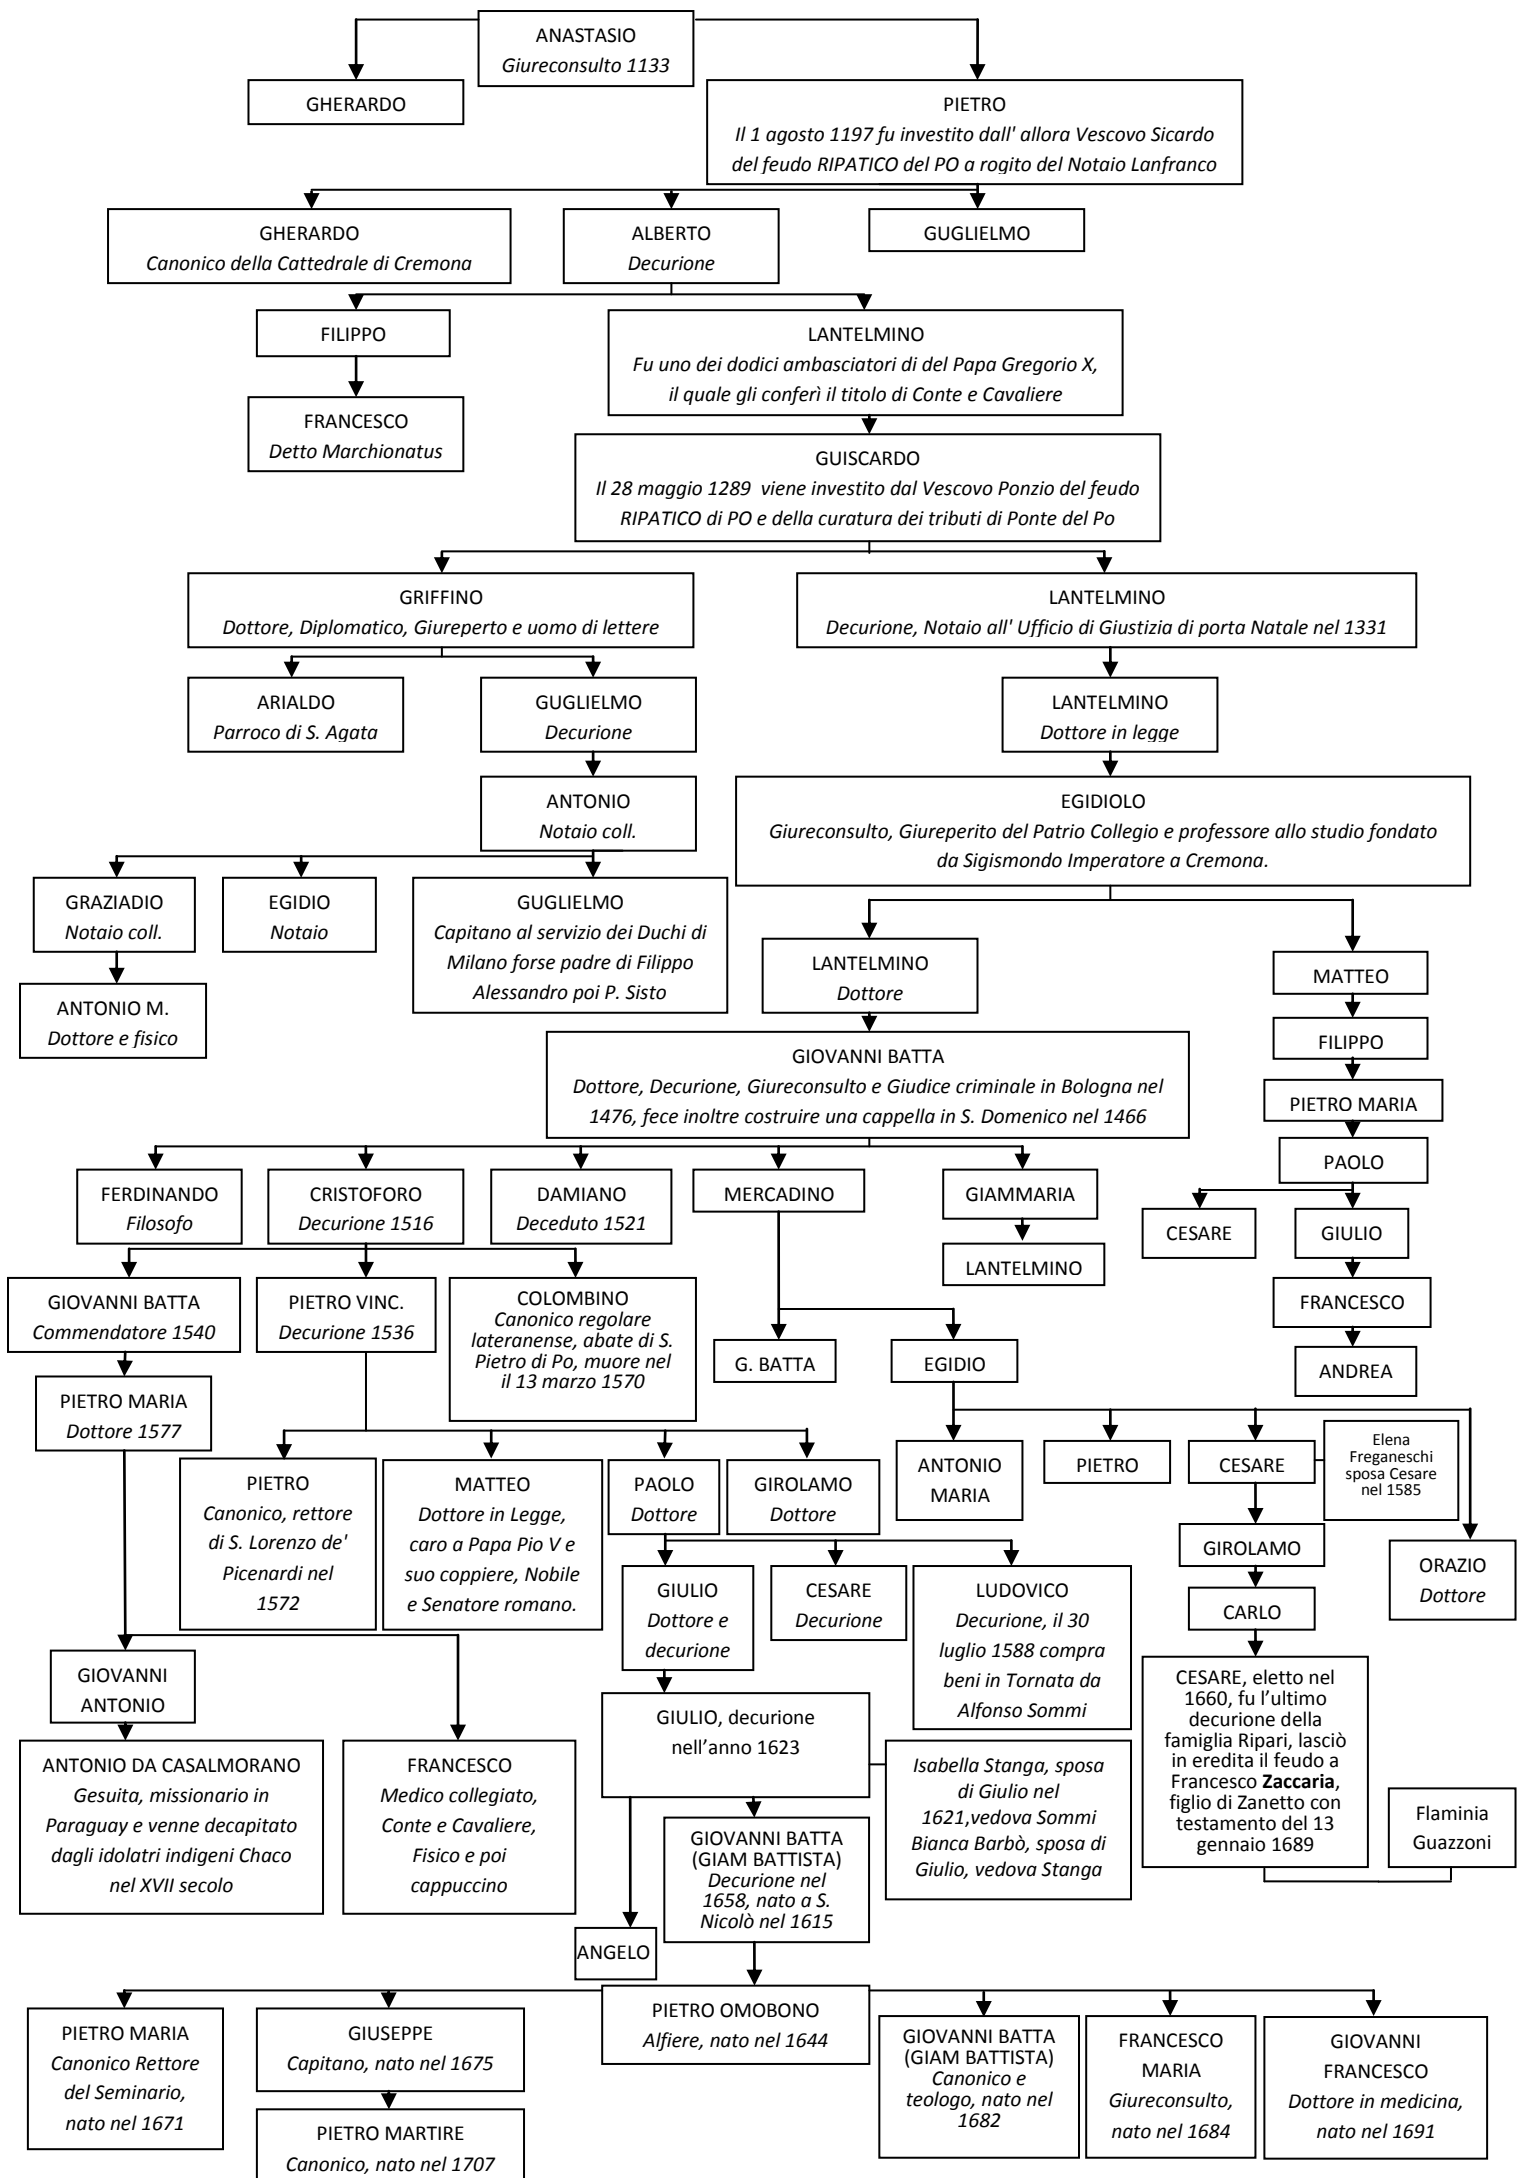 ANASTASIO
Giureconsulto 1133
GHERARDO
PIETRO
Il 1 agosto 1197 fu investito dall' allora Vescovo Sicardo
del feudo RIPATICO del PO a rogito del Notaio Lanfranco
GHERARDO
Canonico della Cattedrale di Cremona
ALBERTO
Decurione
GUGLIELMO
FILIPPO
LANTELMINO
Fu uno dei dodici ambasciatori di del Papa Gregorio X,
il quale gli conferì il titolo di Conte e Cavaliere
FRANCESCO
Detto Marchionatus
GUISCARDO
Il 28 maggio 1289 viene investito dal Vescovo Ponzio del feudo
RIPATICO di PO e della curatura dei tributi di Ponte del Po
GRIFFINO
Dottore, Diplomatico, Giureperto e uomo di lettere
LANTELMINO
Decurione, Notaio all' Ufficio di Giustizia di porta Natale nel 1331
ARIALDO
Parroco di S. Agata
GUGLIELMO
Decurione
LANTELMINO
Dottore in legge
ANTONIO
Notaio coll.
EGIDIOLO
Giureconsulto, Giureperito del Patrio Collegio e professore allo studio fondato
da Sigismondo Imperatore a Cremona.
GRAZIADIO
Notaio coll.
EGIDIO
Notaio
GUGLIELMO
Capitano al servizio dei Duchi di
Milano forse padre di Filippo
Alessandro poi P. Sisto
LANTELMINO
Dottore
MATTEO
ANTONIO M.
Dottore e fisico
FILIPPO
GIOVANNI BATTA
Dottore, Decurione, Giureconsulto e Giudice criminale in Bologna nel
1476, fece inoltre costruire una cappella in S. Domenico nel 1466
PIETRO MARIA
PAOLO
FERDINANDO
Filosofo
CRISTOFORO
Decurione 1516
DAMIANO
Deceduto 1521
MERCADINO
GIAMMARIA
CESARE
GIULIO
LANTELMINO
GIOVANNI BATTA
Commendatore 1540
PIETRO VINC.
Decurione 1536
COLOMBINO
Canonico regolare
lateranense, abate di S.
Pietro di Po, muore nel
il 13 marzo 1570
FRANCESCO
G. BATTA
EGIDIO
ANDREA
PIETRO MARIA
Dottore 1577
PIETRO
Canonico, rettore
di S. Lorenzo de'
Picenardi nel
1572
MATTEO
Dottore in Legge,
caro a Papa Pio V e
suo coppiere, Nobile
e Senatore romano.
PAOLO
Dottore
GIROLAMO
Dottore
ANTONIO
MARIA
PIETRO
CESARE
Elena
Freganeschi
sposa Cesare
nel 1585
GIROLAMO
ORAZIO
Dottore
GIULIO
Dottore e
decurione
CESARE
Decurione
LUDOVICO
Decurione, il 30
luglio 1588 compra
beni in Tornata da
Alfonso Sommi
CARLO
GIOVANNI
ANTONIO
GIULIO, decurione
nell'anno 1623
CESARE, eletto nel
1660, fu l'ultimo
decurione della
famiglia Ripari, lasciò
in eredita il feudo a
Francesco Zaccaria,
figlio di Zanetto con
testamento del 13
gennaio 1689
ANTONIO DA CASALMORANO
Gesuita, missionario in
Paraguay e venne decapitato
dagli idolatri indigeni Chaco
nel XVII secolo
FRANCESCO
Medico collegiato,
Conte e Cavaliere,
Fisico e poi
cappuccino
Isabella Stanga, sposa
di Giulio nel
1621,vedova Sommi
Bianca Barbò, sposa di
Giulio, vedova Stanga
Flaminia
Guazzoni
GIOVANNI BATTA
(GIAM BATTISTA)
Decurione nel
1658, nato a S.
Nicolò nel 1615
ANGELO
PIETRO OMOBONO
Alfiere, nato nel 1644
PIETRO MARIA
Canonico Rettore
del Seminario,
nato nel 1671
GIUSEPPE
Capitano, nato nel 1675
GIOVANNI BATTA
(GIAM BATTISTA)
Canonico e
teologo, nato nel
1682
FRANCESCO
MARIA
Giureconsulto,
nato nel 1684
GIOVANNI
FRANCESCO
Dottore in medicina,
nato nel 1691
PIETRO MARTIRE
Canonico, nato nel 1707